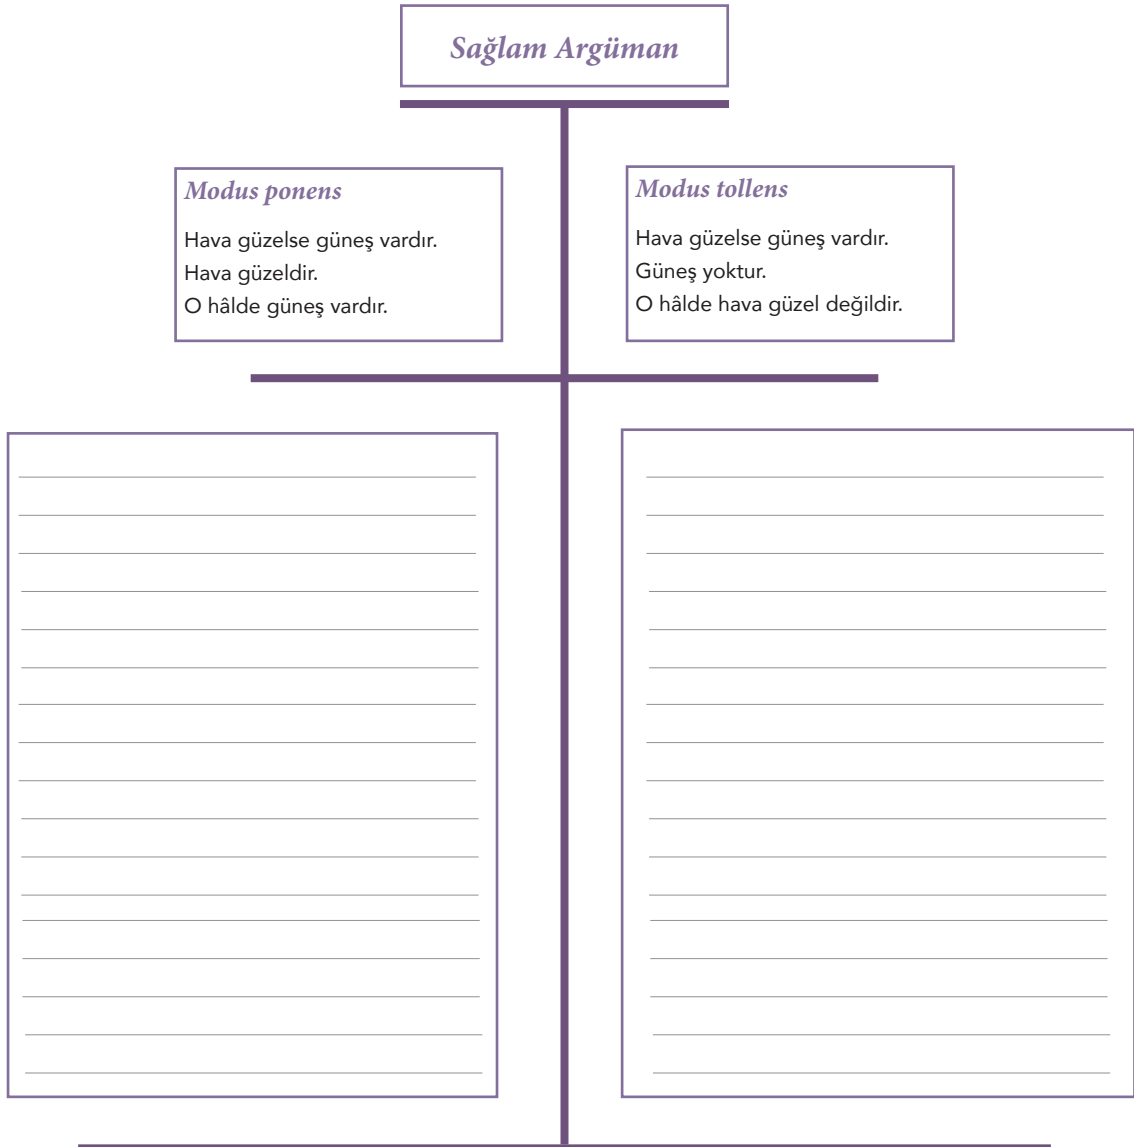 Sağlam Argüman
Modus ponens
Hava güzelse güneş vardır.
Hava güzeldir.
O hâlde güneş vardır.
Modus tollens
Hava güzelse güneş vardır.
Güneş yoktur.
O hâlde hava güzel değildir.